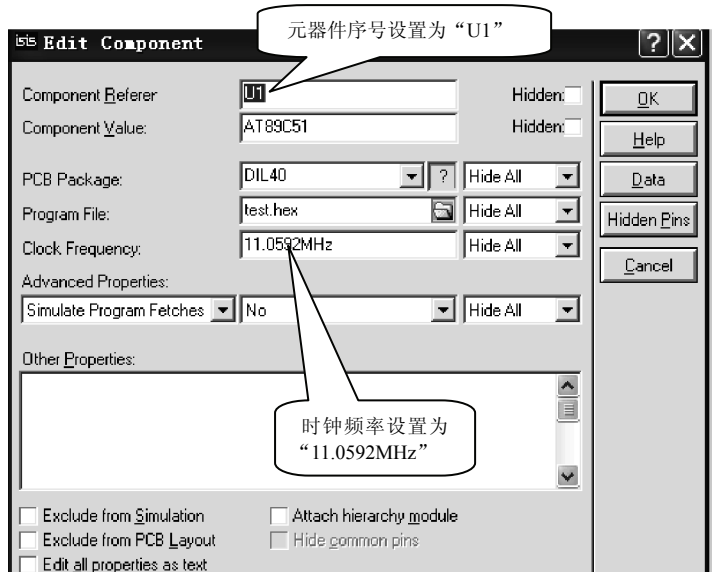 元器件序号设置为“U1”
isis Edit Component
Component Referer U1 Hidden: OK
Component Value: AT89C51 Hidden: Help
PCB Package: DIL40 ? Hide All Data
Program File: test.hex Hide All Hidden Pins
Clock Frequency: 11.0592MHz Hide All Cancel
Advanced Properties:
Simulate Program Fetches No Hide All
Other Properties:
时钟频率设置为
“11.0592MHz”
Exclude from Simulation Attach hierarchy module
Exclude from PCB Layout Hide common pins
Edit all properties as text